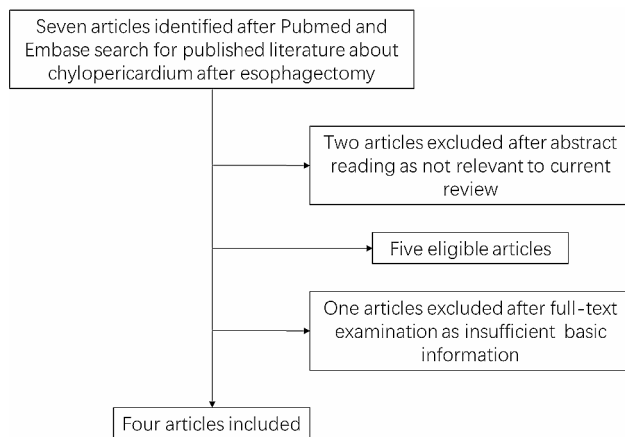 Seven articles identified after Pubmed and
Embase search for published literature about
chylopericardium after esophagectomy
Two articles excluded after abstract
reading as not relevant to current
review
Five eligible articles
One articles excluded after full-text
examination as insufficient basic
information
Four articles included